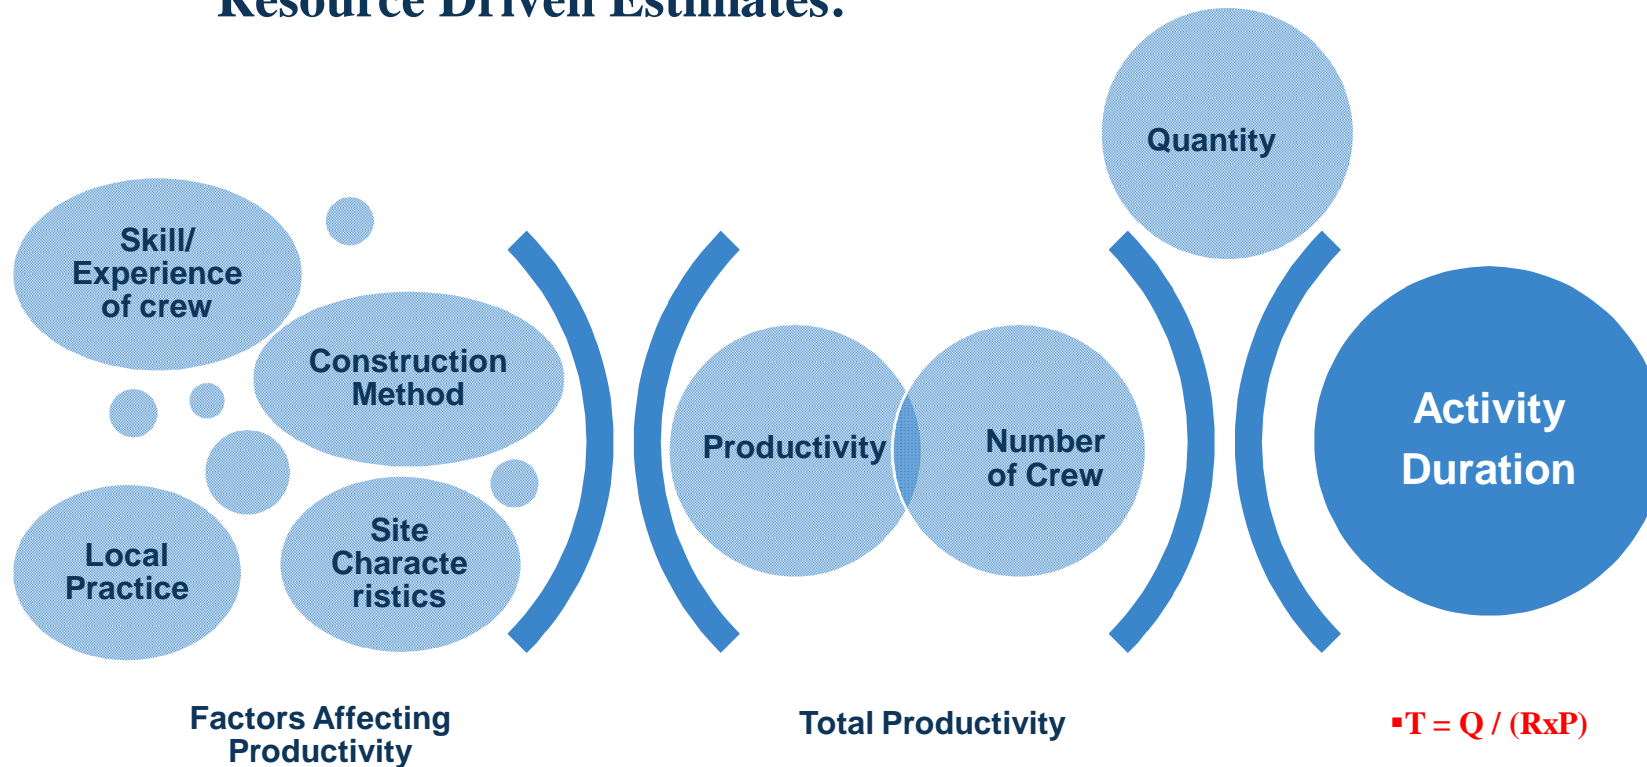 Resource Driven Estimates:
Quantity
Skill/
Experience
of crew
Construction
Method
Local
Practice
Site
Characte
ristics
Productivity
Number
of Crew
Activity
Duration
Factors Affecting
Productivity
Total Productivity
▪T = Q / (RxP)